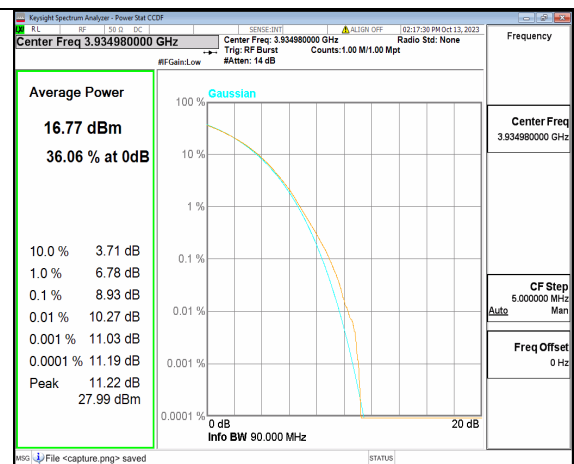 Keysight Spectrum Analyzer - Power Stat CCDF
RL RF 50 Ω DC SENSE:INT ALIGN OFF 02:17:30 PM Oct 13, 2023
Center Freq 3.934980000 GHz
Center Freq: 3.934980000 GHz Radio Std: None
Trig: RF Burst Counts:1.00 M/1.00 Mpt
#IFGain:Low #Atten: 14 dB
Frequency
Average Power
16.77 dBm
36.06 % at 0dB
10.0 % 3.71 dB
1.0 % 6.78 dB
0.1 % 8.93 dB
0.01 % 10.27 dB
0.001 % 11.03 dB
0.0001 % 11.19 dB
Peak 11.22 dB
27.99 dBm
Gaussian
100 %
10 %
1 %
0.1 %
0.01 %
0.001 %
0.0001 %
0 dB 20 dB
Info BW 90.000 MHz
Center Freq
3.934980000 GHz
CF Step
5.000000 MHz
Auto Man
Freq Offset
0 Hz
MSG File <capture.png> saved STATUS